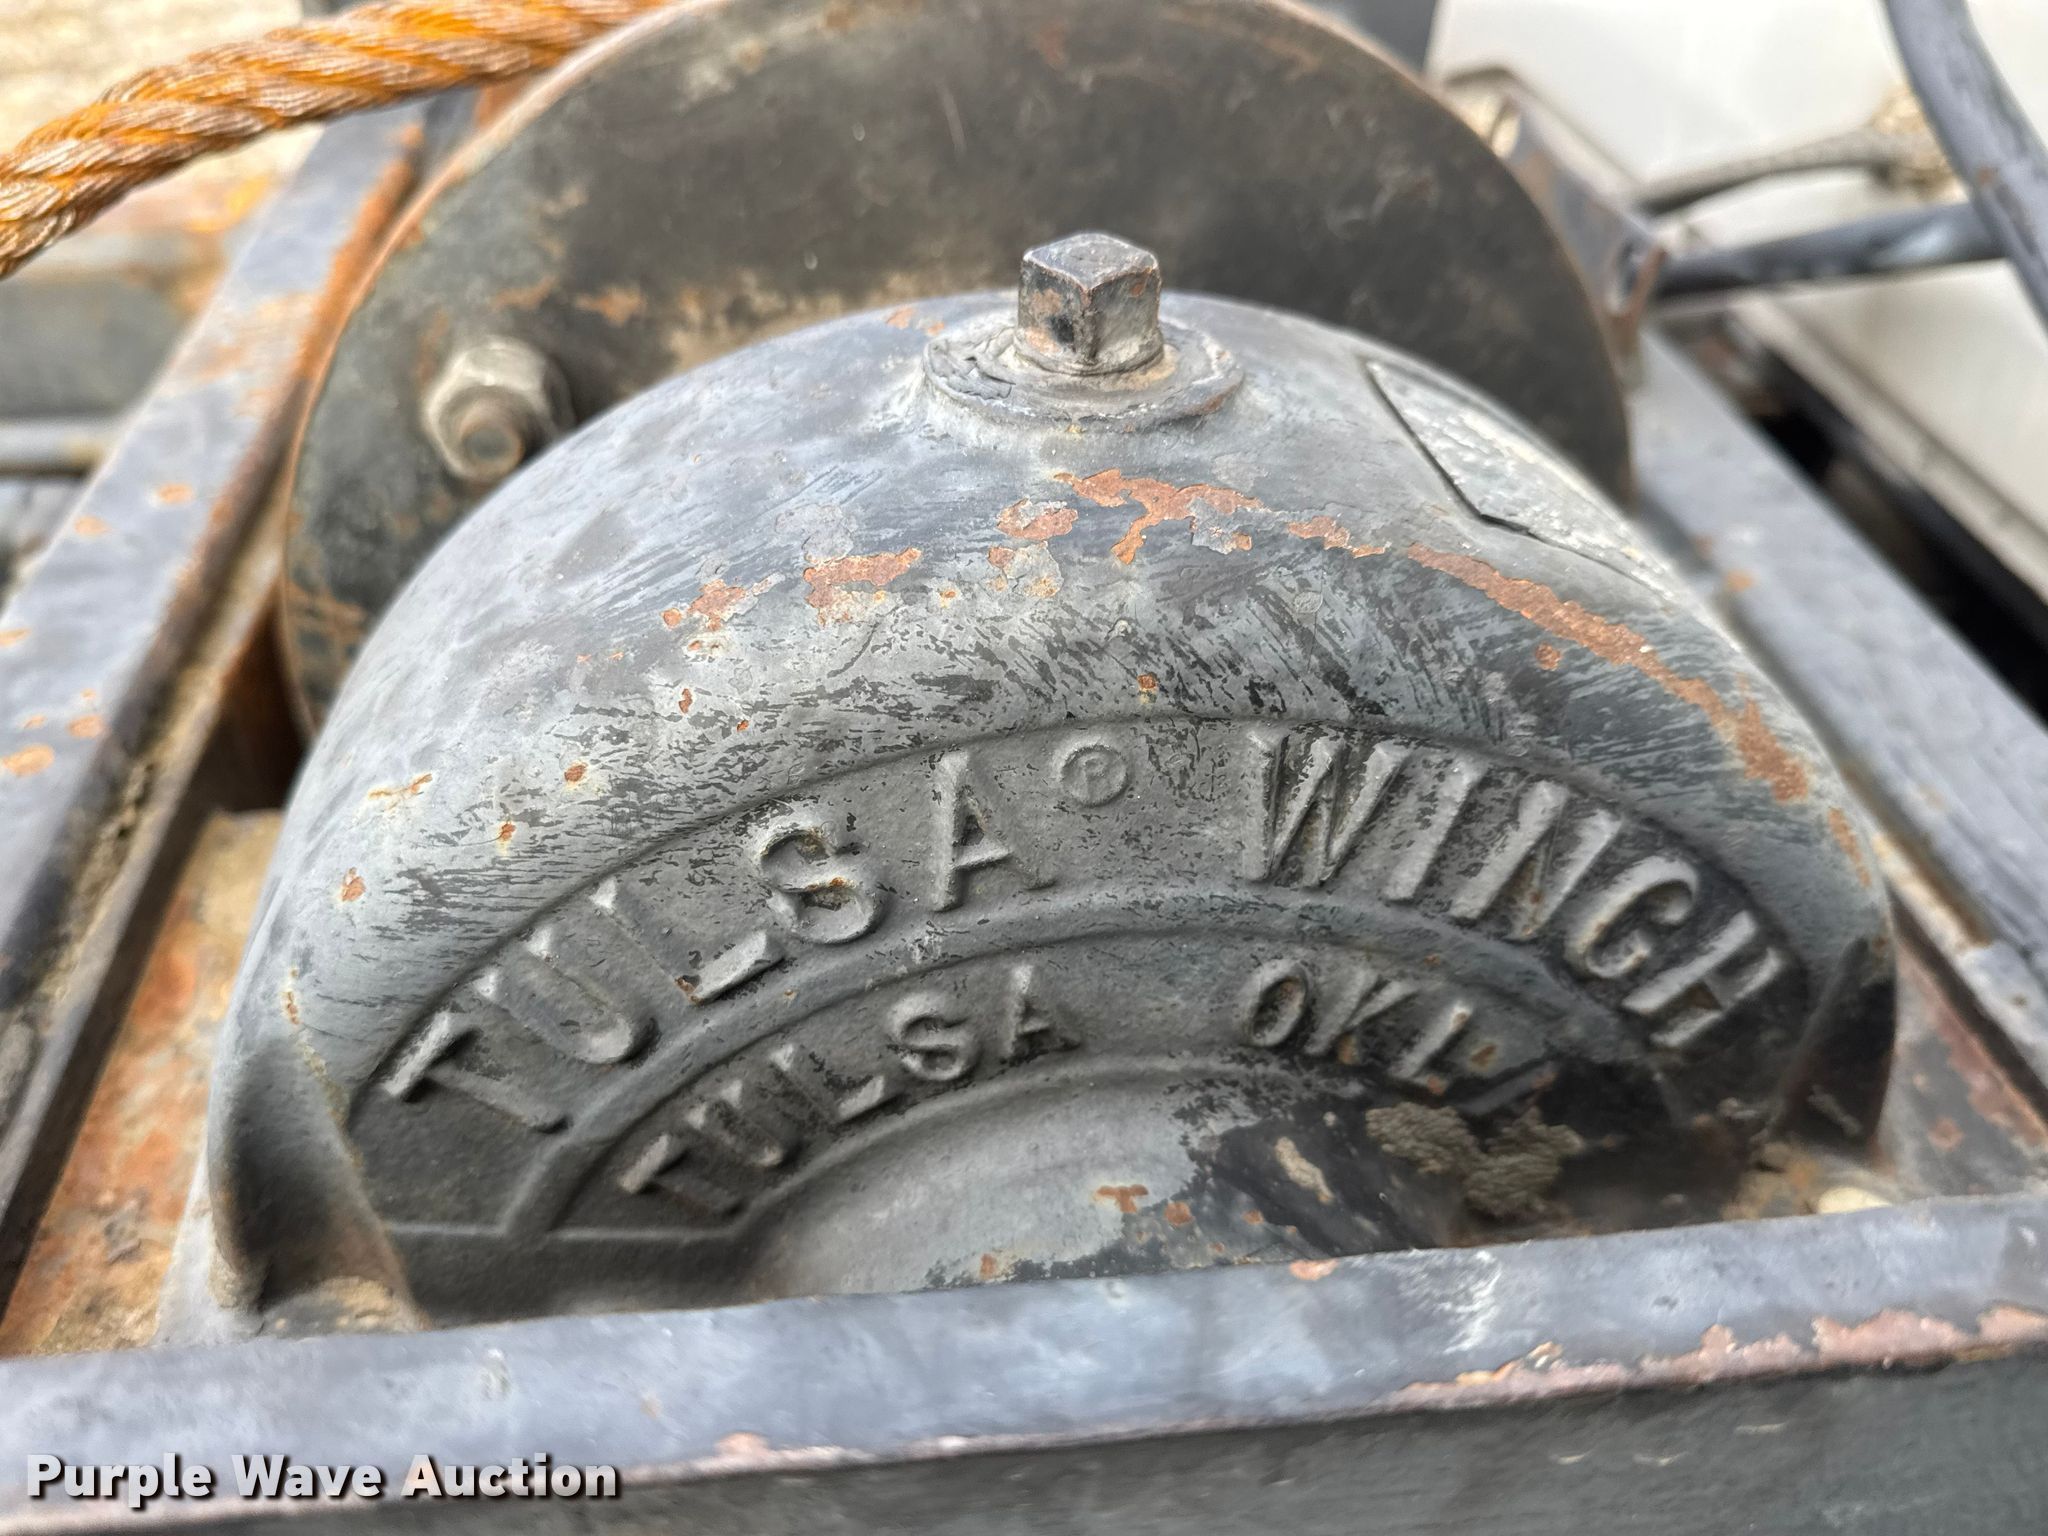 TULSA ® WINCH
TULSA OKLA
Purple Wave Auction